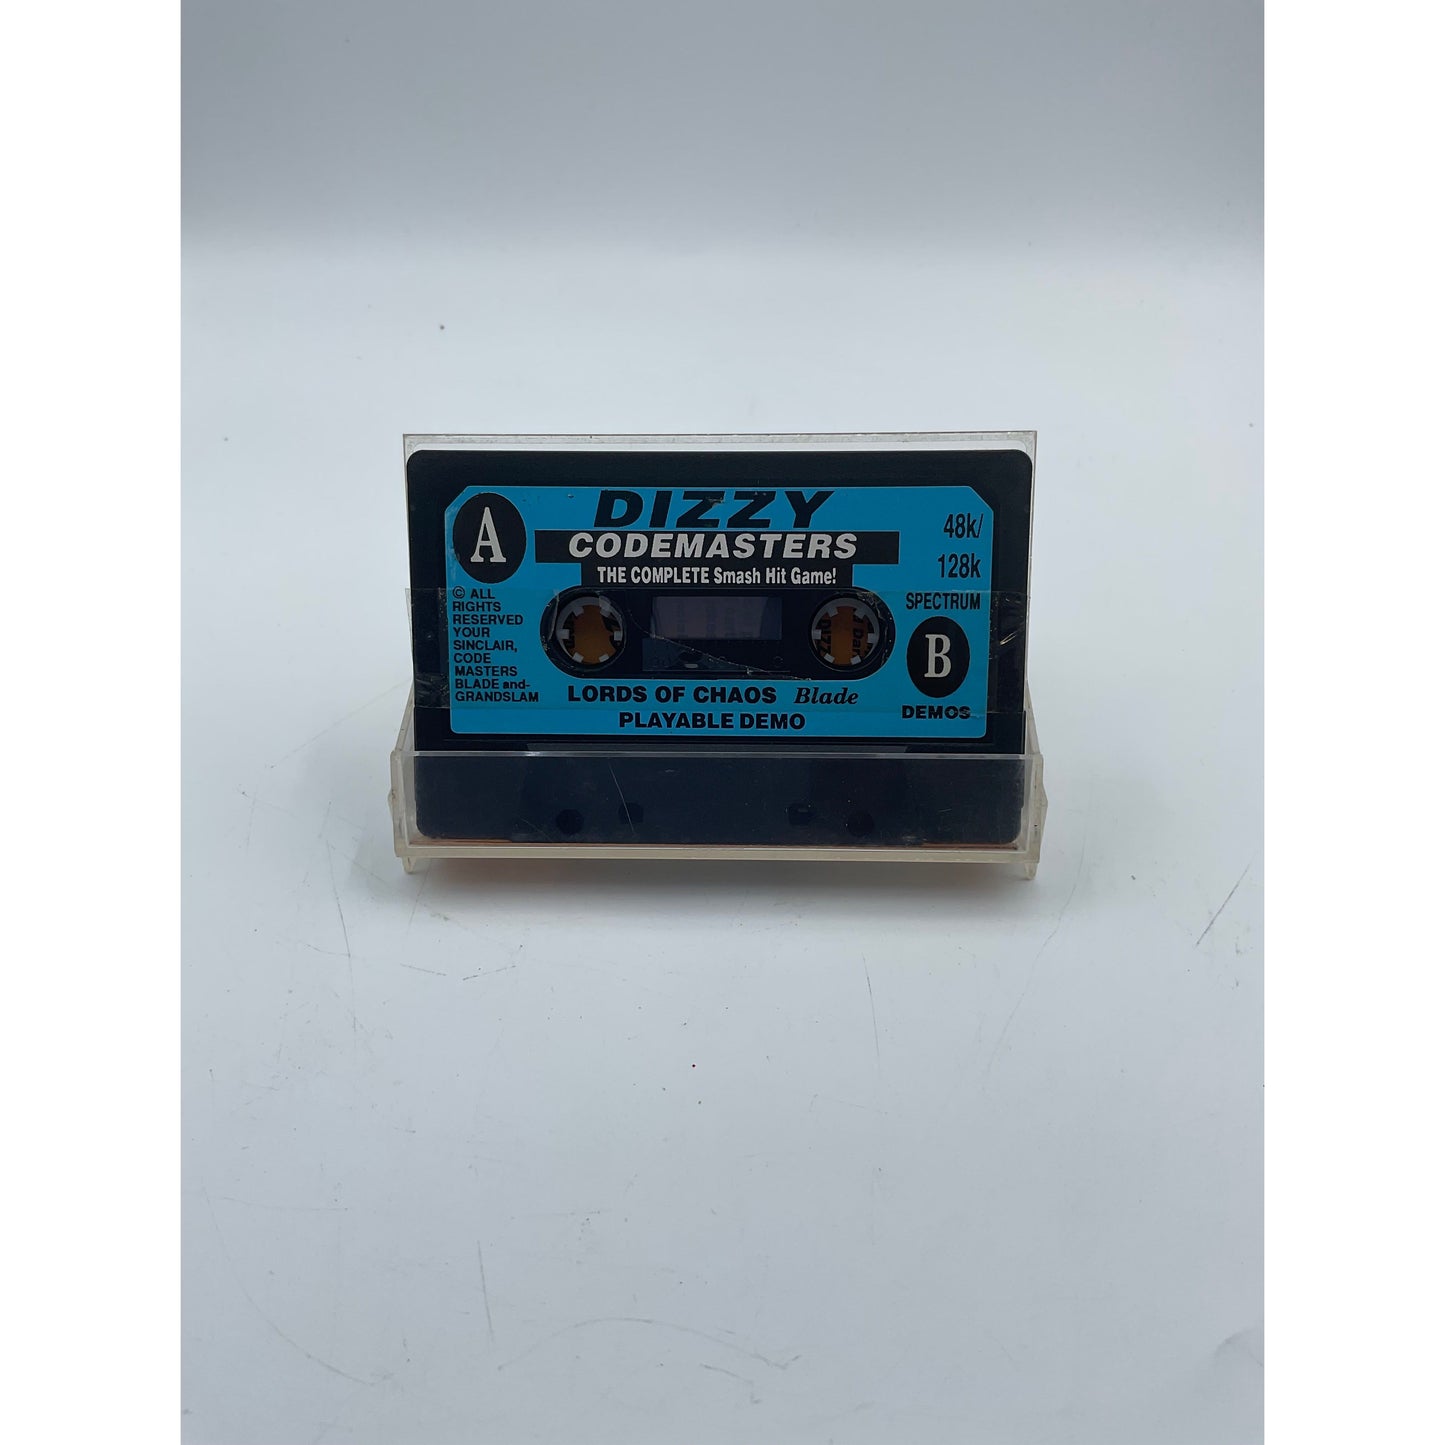 A
DIZZY
CODEMASTERS
THE COMPLETE Smash Hit Game!
48k/
128k
SPECTRUM
B
DEMOS
© ALL
RIGHTS
RESERVED
YOUR
SINCLAIR,
CODE
MASTERS
BLADE and-
GRANDSLAM
LORDS OF CHAOS Blade
PLAYABLE DEMO